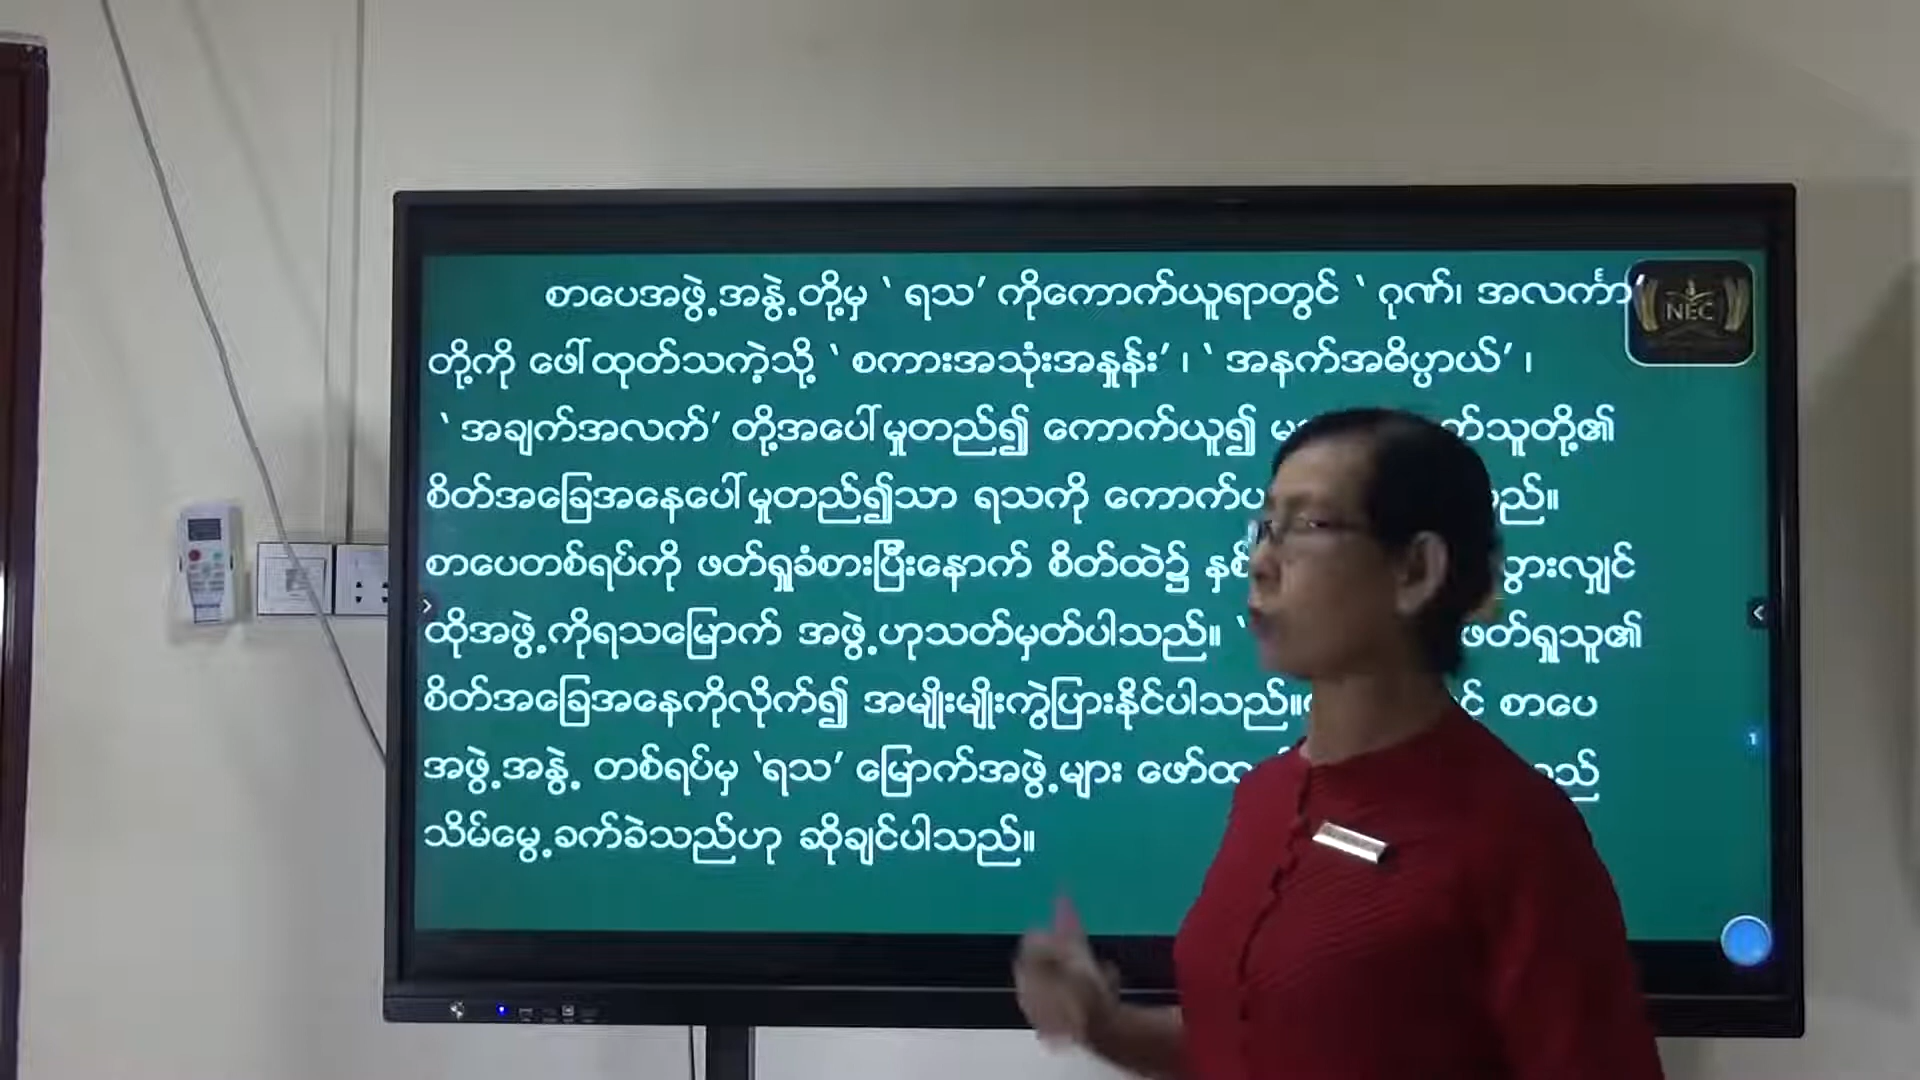 စာပေအဖွဲ့အနွဲ့တို့မှ ‘ ရသ’ ကိုကောက်ယူရာတွင် ‘ ဂုဏ်၊ အလင်္ကာ’
တို့ကို ဖေါ်ထုတ်သကဲ့သို့ ‘ စကားအသုံးအနှုန်း’ ၊ ‘ အနက်အဓိပ္ပာယ်’ ၊
‘ အချက်အလက်’ တို့အပေါ်မှုတည်၍ ကောက်ယူ၍
စိတ်အခြေအနေပေါ်မှုတည်၍သာ ရသကို
စာပေတစ်ရပ်ကို ဖတ်ရှုခံစားပြီးနောက် စိတ်ထဲ၌
ထိုအဖွဲ့ကိုရသမြောက် အဖွဲ့ဟုသတ်မှတ်ပါသည်။ ဖတ်ရှုသူ၏
စိတ်အခြေအနေကိုလိုက်၍ အမျိုးမျိုးကွဲပြားနိုင်ပါသည်။ စာပေ
အဖွဲ့အနွဲ့ တစ်ရပ်မှ ‘ရသ’ မြောက်အဖွဲ့များ
သိမ်မွေ့ခက်ခဲသည်ဟု ဆိုချင်ပါသည်။
NEC
1